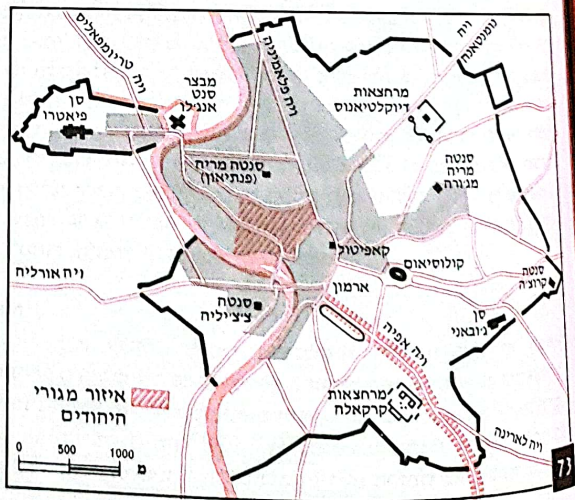 ויה טריומפאליס
ויה פלאמיניה
ויה
נומנטאנה
מבצר
סנט
אנג'לו
סן
פיאטרו
מרחצאות
דיוקלטיאנוס
סנטה מריה
(פנתיאון)
סנטה
מריה
מג'ורה
קאפיטול
קולוסיאום
סנטה
קרוצ'ה
ויה אורליה
ארמון
סנטה
צ'צ'יליה
סן
ג'ובאני
ויה אפיה
מרחצאות
קרקאלה
ויה לארינה
איזור מגורי
היהודים
0 500 1000 מ
73